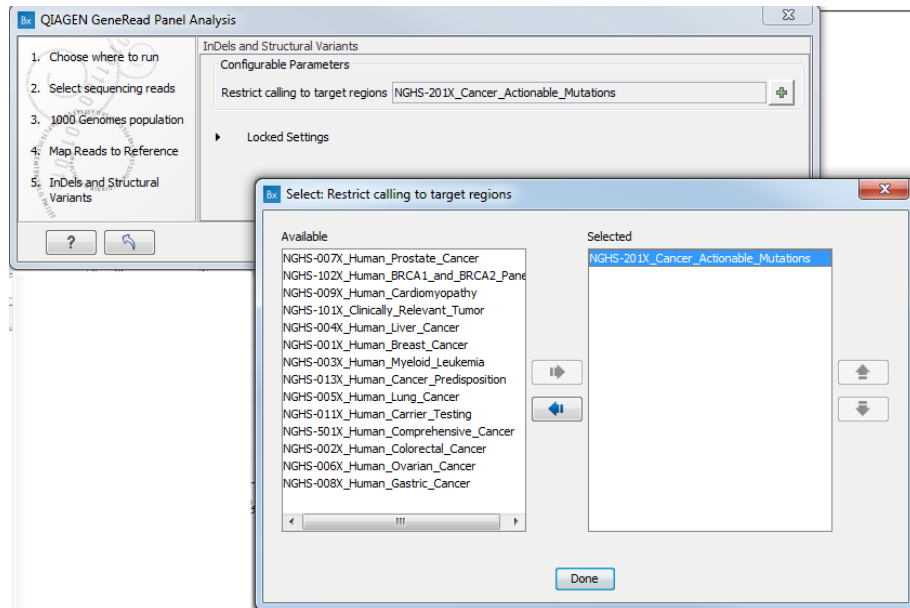 Bx QIAGEN GeneRead Panel Analysis
1. Choose where to run
2. Select sequencing reads
3. 1000 Genomes population
4. Map Reads to Reference
5. InDels and Structural
Variants
InDels and Structural Variants
Configurable Parameters
Restrict calling to target regions NGHS-201X_Cancer_Actionable_Mutations
Locked Settings
?
Bx Select: Restrict calling to target regions
Available
NGHS-007X_Human_Prostate_Cancer
NGHS-102X_Human_BRCA1_and_BRCA2_Pane
NGHS-009X_Human_Cardiomyopathy
NGHS-101X_Clinically_Relevant_Tumor
NGHS-004X_Human_Liver_Cancer
NGHS-001X_Human_Breast_Cancer
NGHS-003X_Human_Myeloid_Leukemia
NGHS-013X_Human_Cancer_Predisposition
NGHS-005X_Human_Lung_Cancer
NGHS-011X_Human_Carrier_Testing
NGHS-501X_Human_Comprehensive_Cancer
NGHS-002X_Human_Colorectal_Cancer
NGHS-006X_Human_Ovarian_Cancer
NGHS-008X_Human_Gastric_Cancer
Selected
NGHS-201X_Cancer_Actionable_Mutations
Done